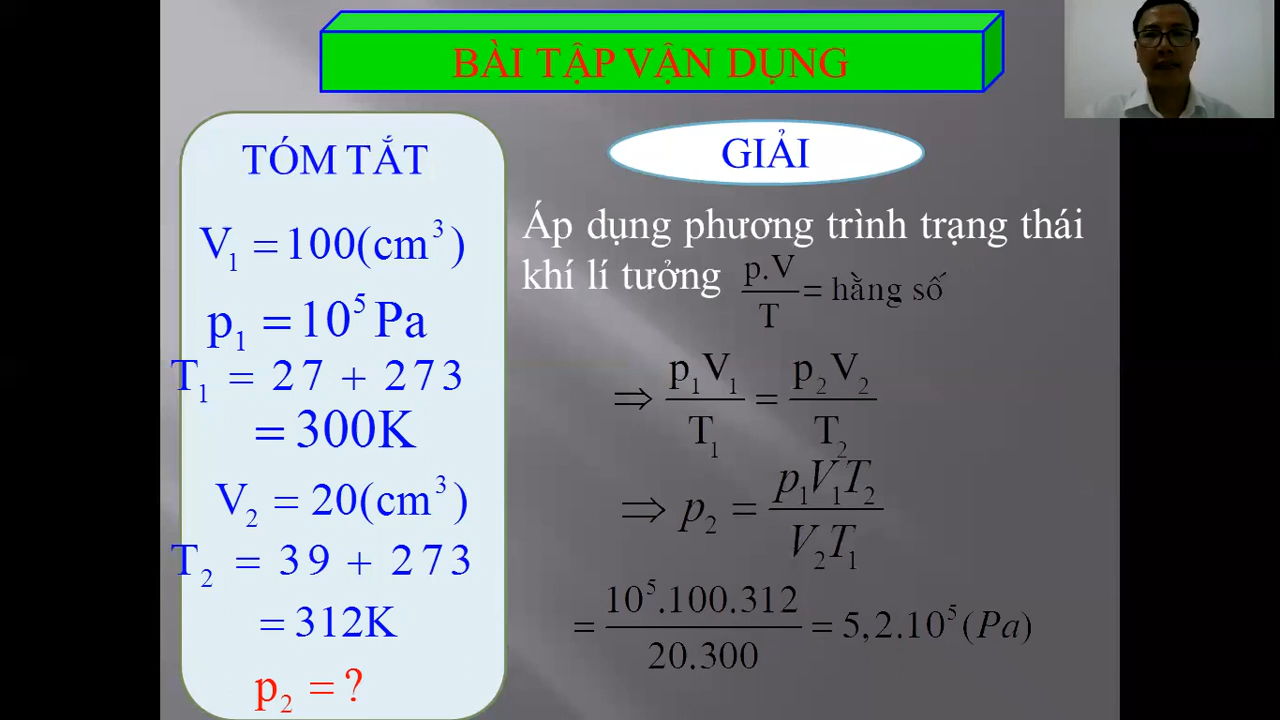 BÀI TẬP VẬN DỤNG
TÓM TẮT
V₁ = 100(cm³)
p₁ = 10⁵ Pa
T₁ = 27 + 273
= 300K
V₂ = 20(cm³)
T₂ = 39 + 273
= 312K
p₂ = ?
GIẢI
Áp dụng phương trình trạng thái
khí lí tưởng p.V/T = hằng số
⇒ p₁V₁/T₁ = p₂V₂/T₂
⇒ p₂ = p₁V₁T₂/V₂T₁
= 10⁵.100.312/20.300 = 5,2.10⁵ (Pa)